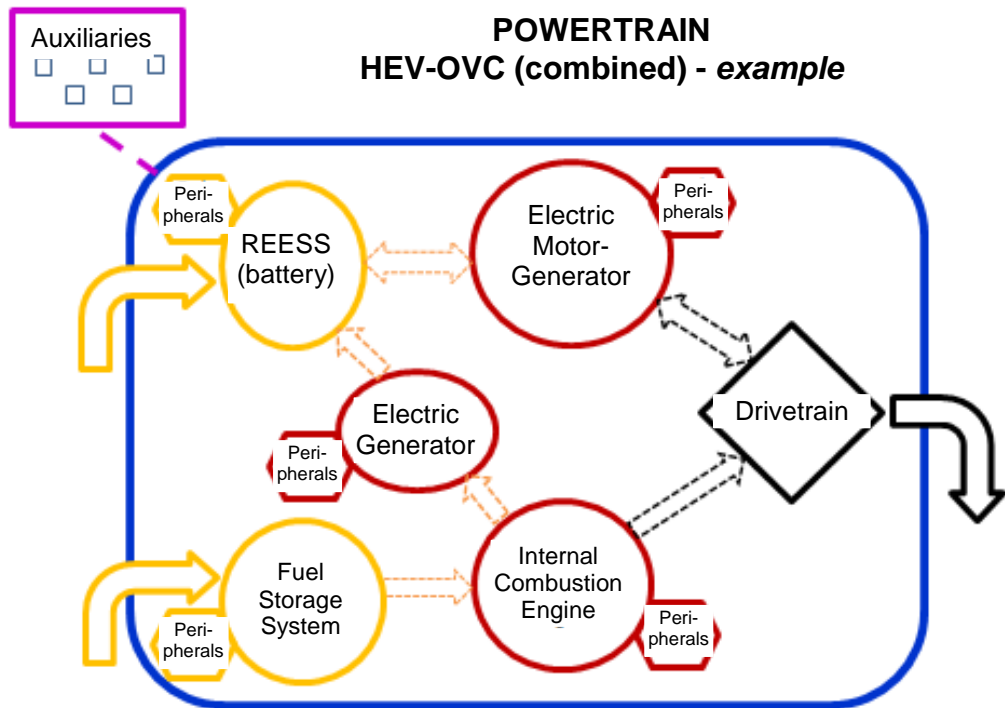 POWERTRAIN
HEV-OVC (combined) - example
Auxiliaries
Peri-
pherals
REESS
(battery)
Electric
Motor-
Generator
Peri-
pherals
Electric
Generator
Peri-
pherals
Drivetrain
Fuel
Storage
System
Peri-
pherals
Internal
Combustion
Engine
Peri-
pherals